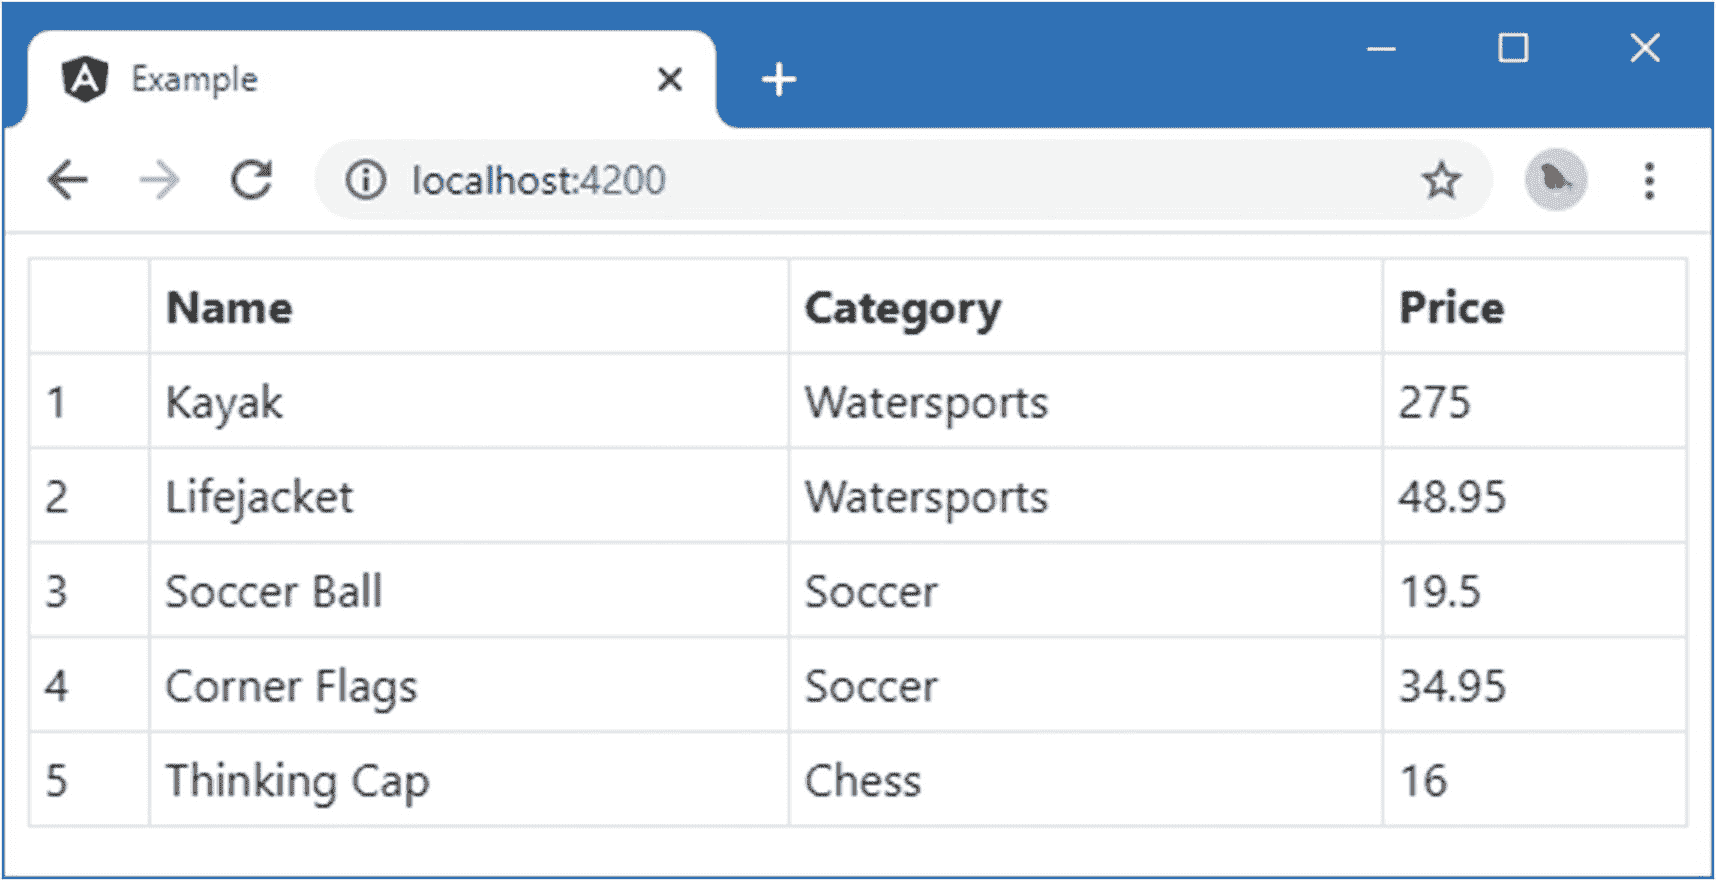 Example
localhost:4200
Name Category Price
1 Kayak Watersports 275
2 Lifejacket Watersports 48.95
3 Soccer Ball Soccer 19.5
4 Corner Flags Soccer 34.95
5 Thinking Cap Chess 16